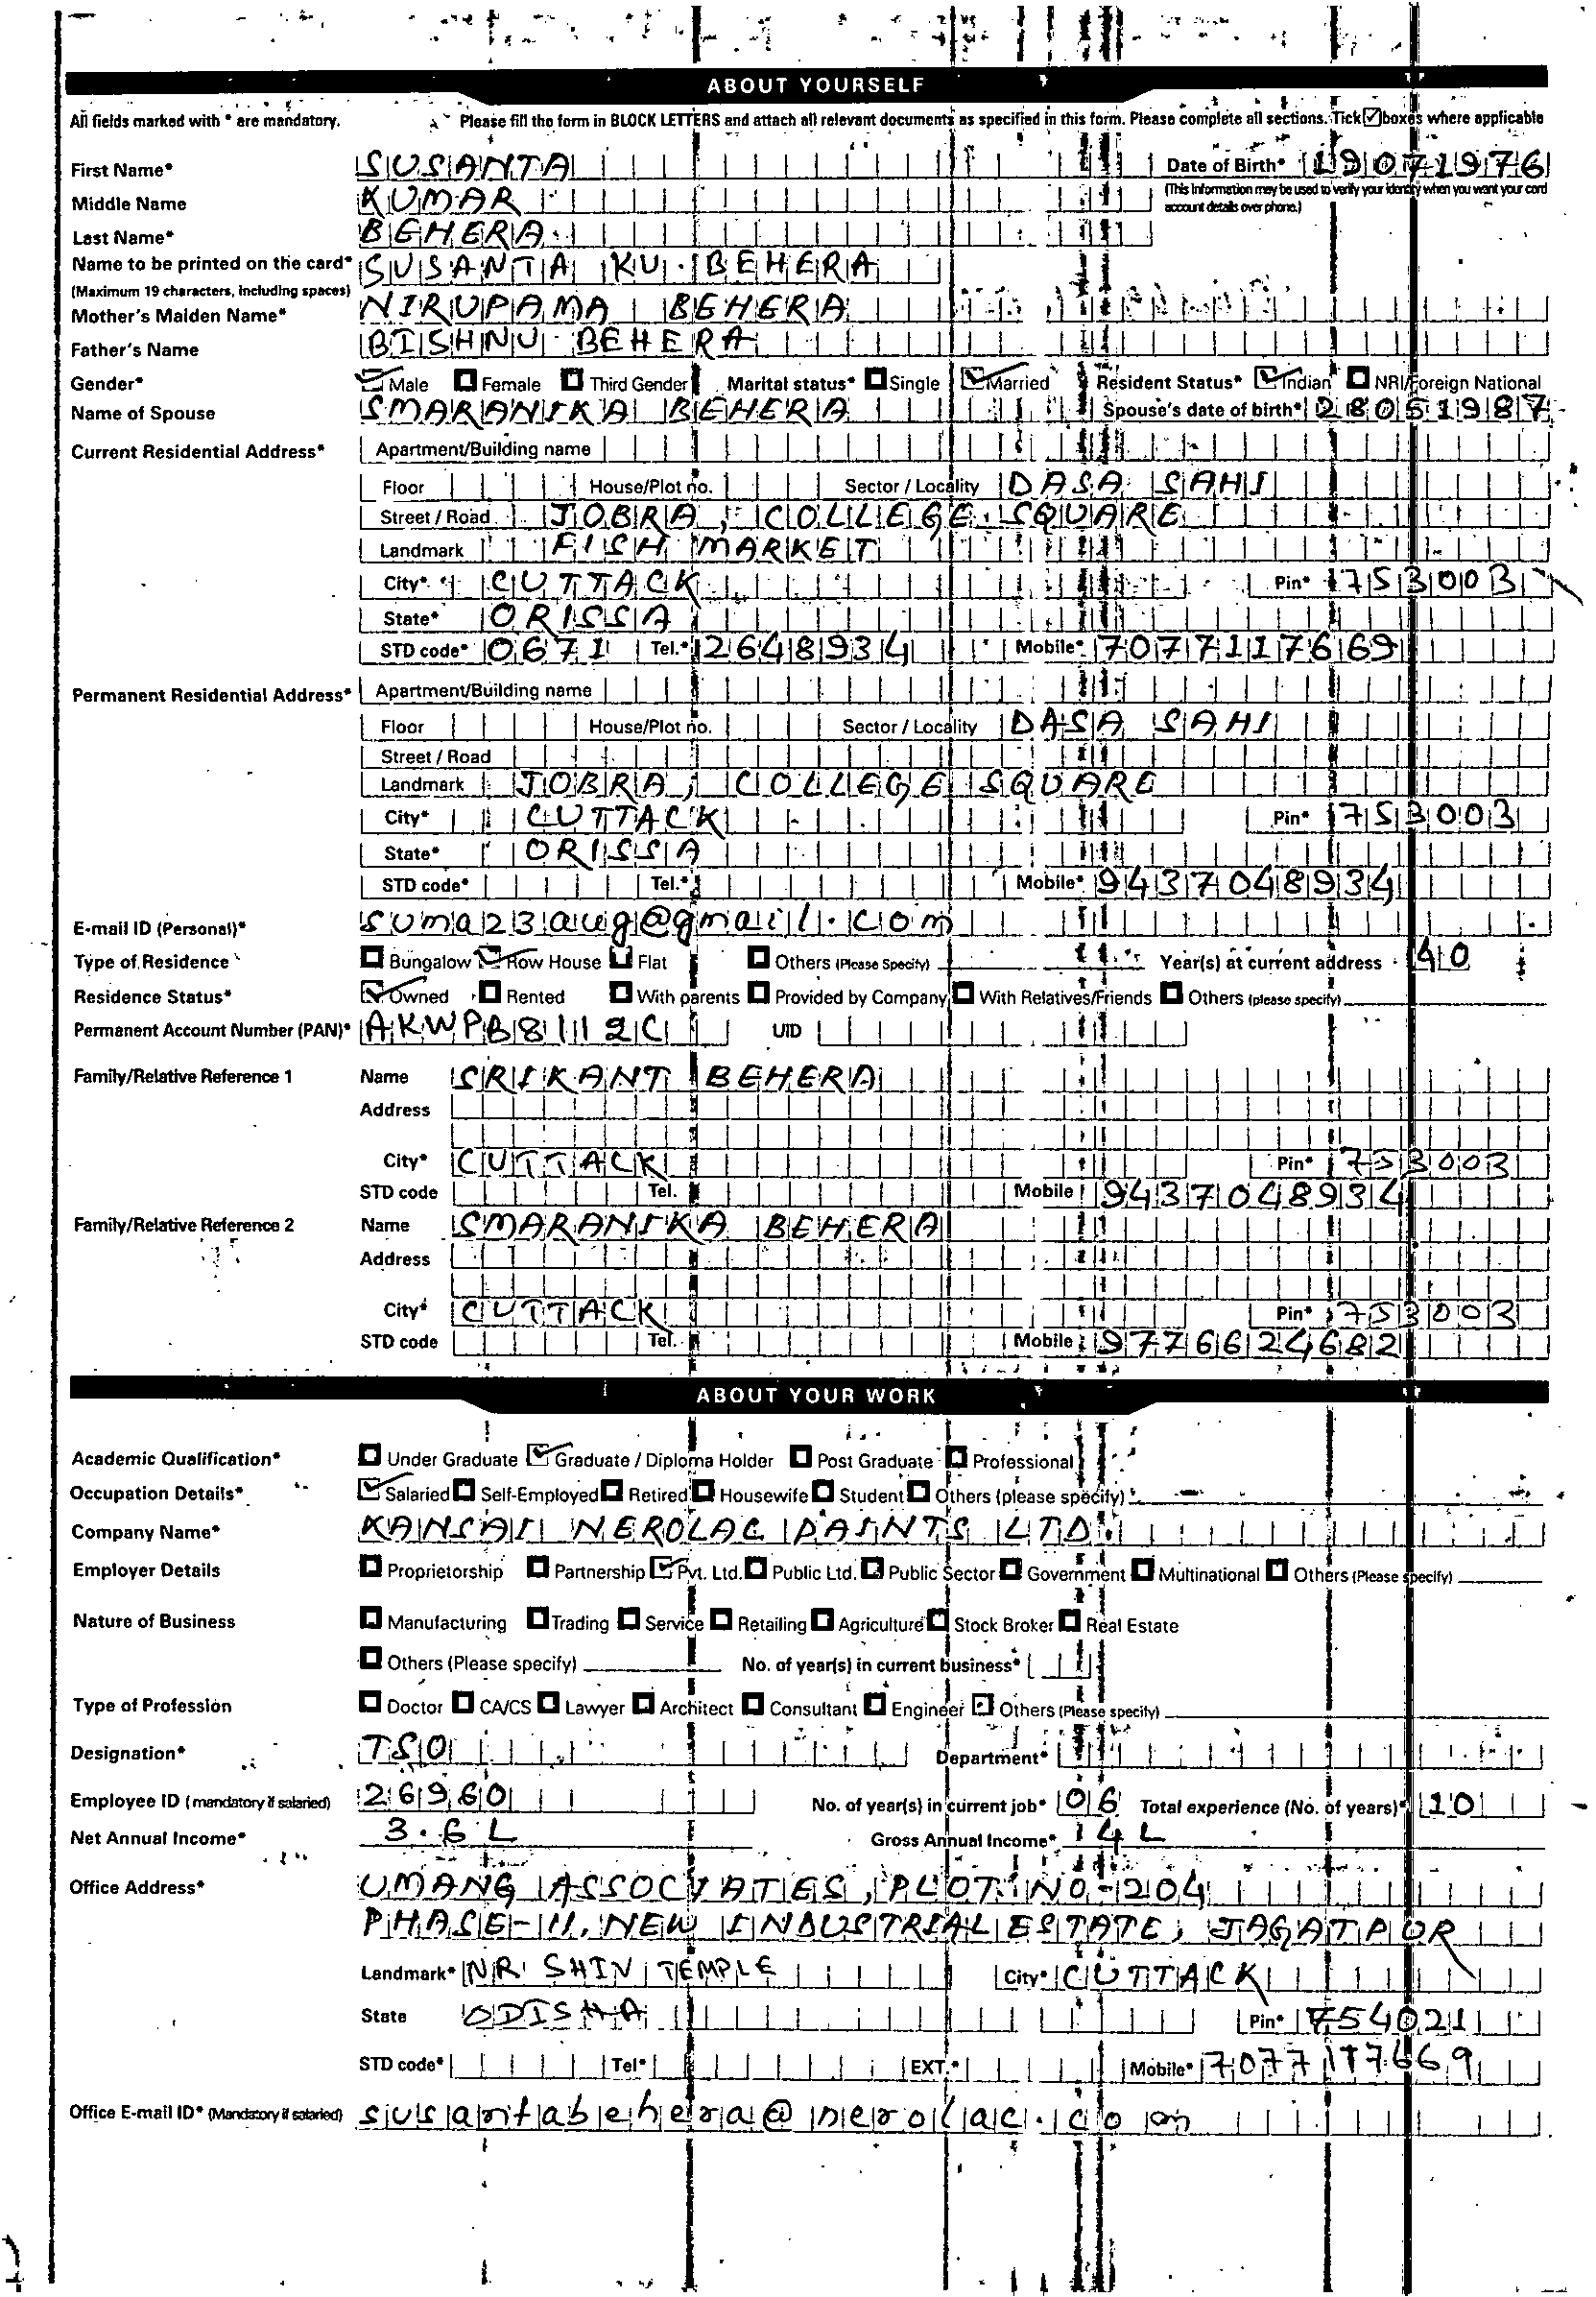 ABOUT YOURSELF
All fields marked with * are mandatory. Please fill the form in BLOCK LETTERS and attach all relevant documents as specified in this form. Please complete all sections. Tick ☑ boxes where applicable
First Name* SUSANTA Date of Birth* 19071976
Middle Name KUMAR (This Information may be used to verify your identity when you want your card
account details over phone.)
Last Name* BEHERA
Name to be printed on the card* SUSANTA KU. BEHERA
(Maximum 19 characters, including spaces)
Mother's Maiden Name* NIRUPAMA BEHERA
Father's Name BISHNU BEHERA
Gender* ☑ Male ☐ Female ☐ Third Gender Marital status* ☐ Single ☑ Married Resident Status* ☑ Indian ☐ NRI/Foreign National
Name of Spouse SMARANIKA BEHERA Spouse's date of birth* 28051987
Current Residential Address* Apartment/Building name
Floor House/Plot no. Sector / Locality DASA SAHI
Street / Road JOBRA, COLLEGE SQUARE
Landmark FISH MARKET
City* CUTTACK Pin* 753003
State* ORISSA
STD code* 0671 Tel.* 2648934 Mobile* 7077117669
Permanent Residential Address* Apartment/Building name
Floor House/Plot no. Sector / Locality DASA SAHI
Street / Road
Landmark JOBRA, COLLEGE SQUARE
City* CUTTACK Pin* 753003
State* ORISSA
STD code* Tel.* Mobile* 9437048934
E-mail ID (Personal)* suma23aug@gmail.com
Type of Residence ☐ Bungalow ☑ Row House ☐ Flat ☐ Others (Please Specify) Year(s) at current address 40
Residence Status* ☑ Owned ☐ Rented ☐ With parents ☐ Provided by Company ☐ With Relatives/Friends ☐ Others (please specify)
Permanent Account Number (PAN)* AKWPB8112C UID
Family/Relative Reference 1 Name SRIKANT BEHERA
Address
City* CUTTACK Pin* 753003
STD code Tel. Mobile 9437048934
Family/Relative Reference 2 Name SMARANIKA BEHERA
Address
City* CUTTACK Pin* 753003
STD code Tel. Mobile 9776624682
ABOUT YOUR WORK
Academic Qualification* ☐ Under Graduate ☑ Graduate / Diploma Holder ☐ Post Graduate ☐ Professional
Occupation Details* ☑ Salaried ☐ Self-Employed ☐ Retired ☐ Housewife ☐ Student ☐ Others (please specify)
Company Name* KANSAI NEROLAC PAINTS LTD.
Employer Details ☐ Proprietorship ☐ Partnership ☑ Pvt. Ltd. ☐ Public Ltd. ☐ Public Sector ☐ Government ☐ Multinational ☐ Others (Please specify)
Nature of Business ☐ Manufacturing ☐ Trading ☐ Service ☐ Retailing ☐ Agriculture ☐ Stock Broker ☐ Real Estate
☐ Others (Please specify) No. of year(s) in current business*
Type of Profession ☐ Doctor ☐ CA/CS ☐ Lawyer ☐ Architect ☐ Consultant ☐ Engineer ☐ Others (Please specify)
Designation* TSO Department*
Employee ID (mandatory if salaried) 26960 No. of year(s) in current job* 06 Total experience (No. of years)* 10
Net Annual Income* 3.6 L Gross Annual Income* 4 L
Office Address* UMANG ASSOCIATIES, PLOT NO-204
PHASE-II, NEW INDUSTRIAL ESTATE, JAGATPUR
Landmark* NR SHIV TEMPLE City* CUTTACK
State ODISHA Pin* 754021
STD code* Tel* EXT.* Mobile* 7077117669
Office E-mail ID* (Mandatory if salaried) susantabehera@nerolac.com